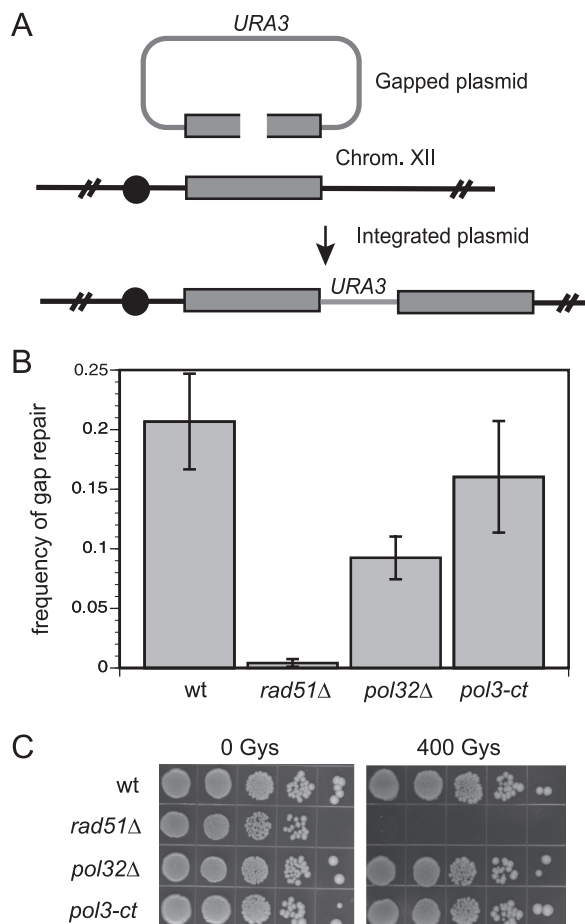 A
URA3
Gapped plasmid
Chrom. XII
Integrated plasmid
URA3
B
frequency of gap repair
0.25
0.2
0.15
0.1
0.05
0
wt
rad51Δ
pol32Δ
pol3-ct
C
0 Gys
400 Gys
wt
rad51Δ
pol32Δ
pol3-ct